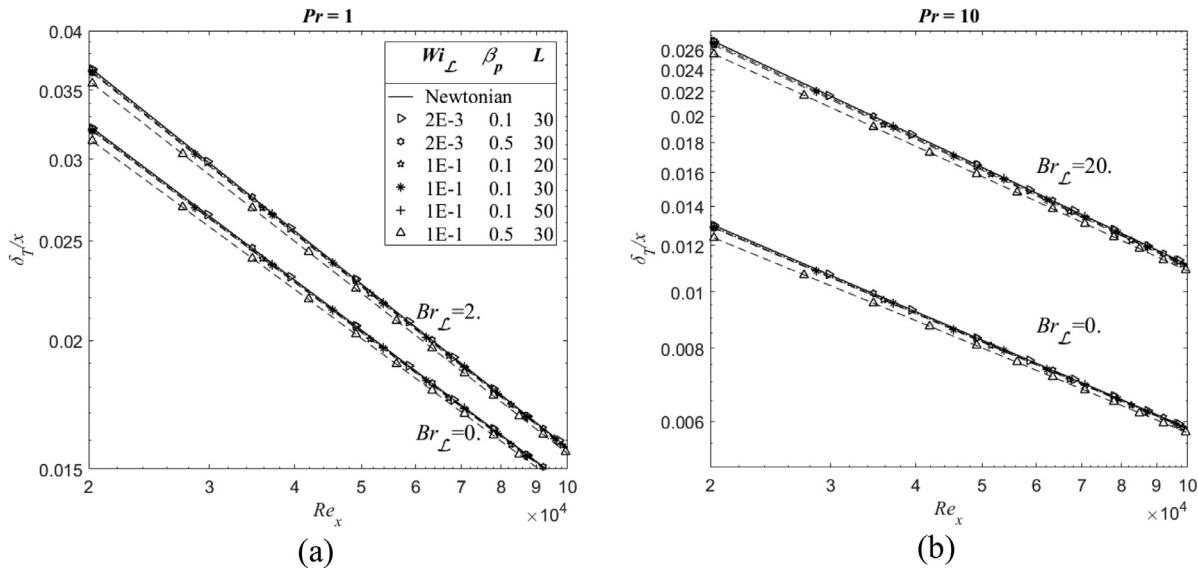 Pr = 1
0.04
0.035
0.03
0.025
0.02
0.015
δ_T/x
Wi_ℒ β_p L
Newtonian
2E-3 0.1 30
2E-3 0.5 30
1E-1 0.1 20
1E-1 0.1 30
1E-1 0.1 50
1E-1 0.5 30
Br_ℒ=2.
Br_ℒ=0.
2 3 4 5 6 7 8 9 10
Re_x
×10^4
(a)
Pr = 10
0.026
0.024
0.022
0.02
0.018
0.016
0.014
0.012
0.01
0.008
0.006
δ_T/x
Br_ℒ=20.
Br_ℒ=0.
2 3 4 5 6 7 8 9 10
Re_x
×10^4
(b)